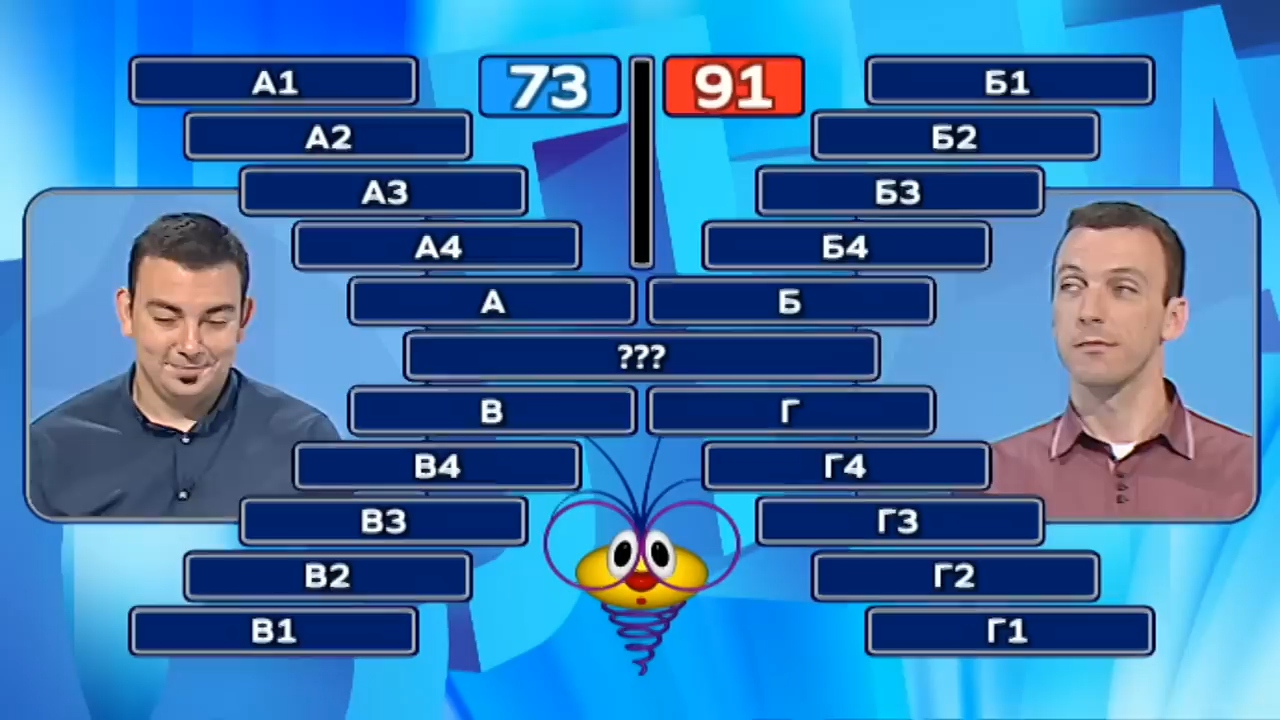 А1 73 91 Б1
А2 Б2
А3 Б3
А4 Б4
А Б
???
В Г
В4 Г4
В3 Г3
В2 Г2
В1 Г1